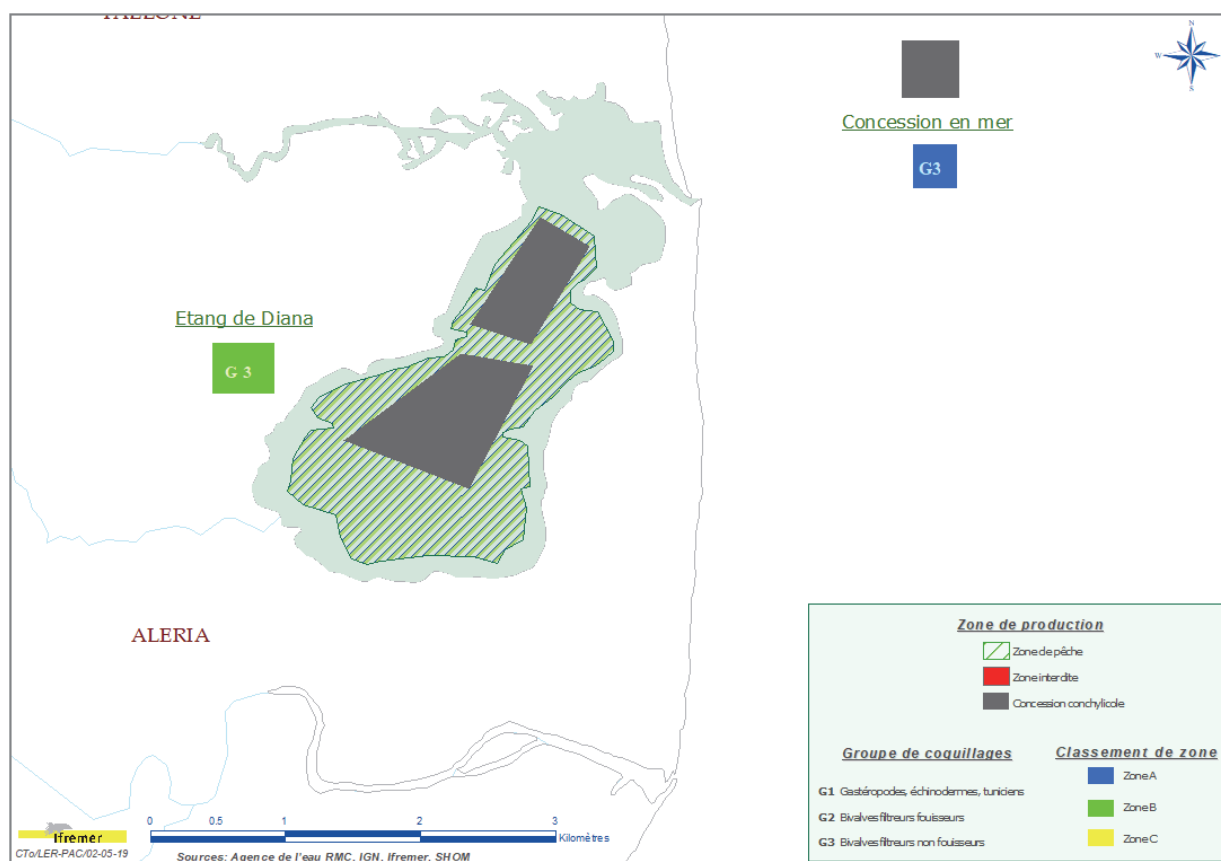 N
W
S
Concession en mer
G3
Etang de Diana
G 3
ALERIA
Zone de production
Zone de pêche
Zone interdite
Concession conchylicole
Groupe de coquillages
G1 Gastéropodes, échinodermes, tuniciers
G2 Bivalves filtreurs fouisseurs
G3 Bivalves filtreurs non fouisseurs
Classement de zone
Zone A
Zone B
Zone C
0 0.5 1 2 3
Kilomètres
Ifremer
CTo/LER-PAC/02-05-19
Sources: Agence de l'eau RMC, IGN, Ifremer, SHOM